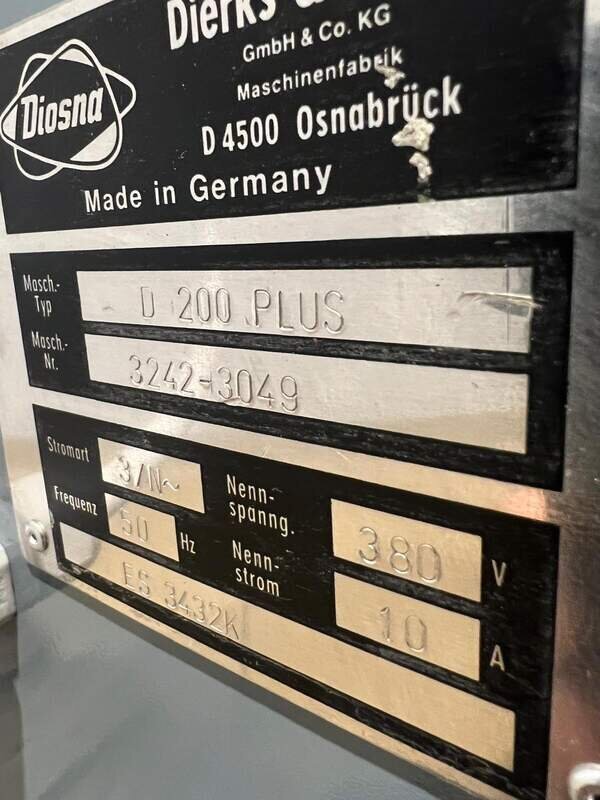 Diosna
Dierks &
GmbH & Co. KG
Maschinenfabrik
D 4500 Osnabrück
Made in Germany
Masch.-
Typ
D 200 PLUS
Masch.-
Nr.
3242-3049
Stromart
3/N~
Nenn-
spanng.
380
V
Frequenz
50
Hz
Nenn-
strom
10
A
ES 3432K